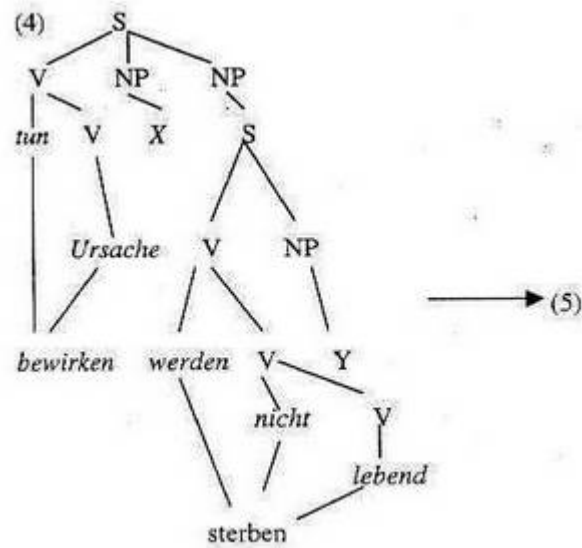 (4) S
V NP NP
tun V X S
Ursache V NP
(5)
bewirken werden V Y
nicht V
lebend
sterben